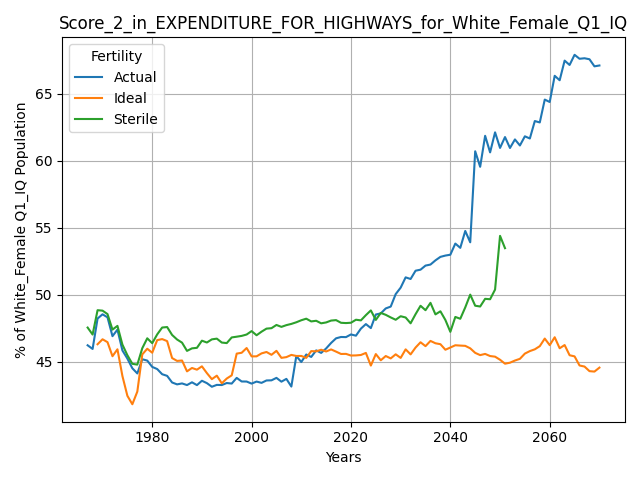 Score_2_in_EXPENDITURE_FOR_HIGHWAYS_for_White_Female_Q1_IQ
Fertility
Actual
Ideal
Sterile
% of White_Female Q1_IQ Population
65
60
55
50
45
1980
2000
2020
2040
2060
Years